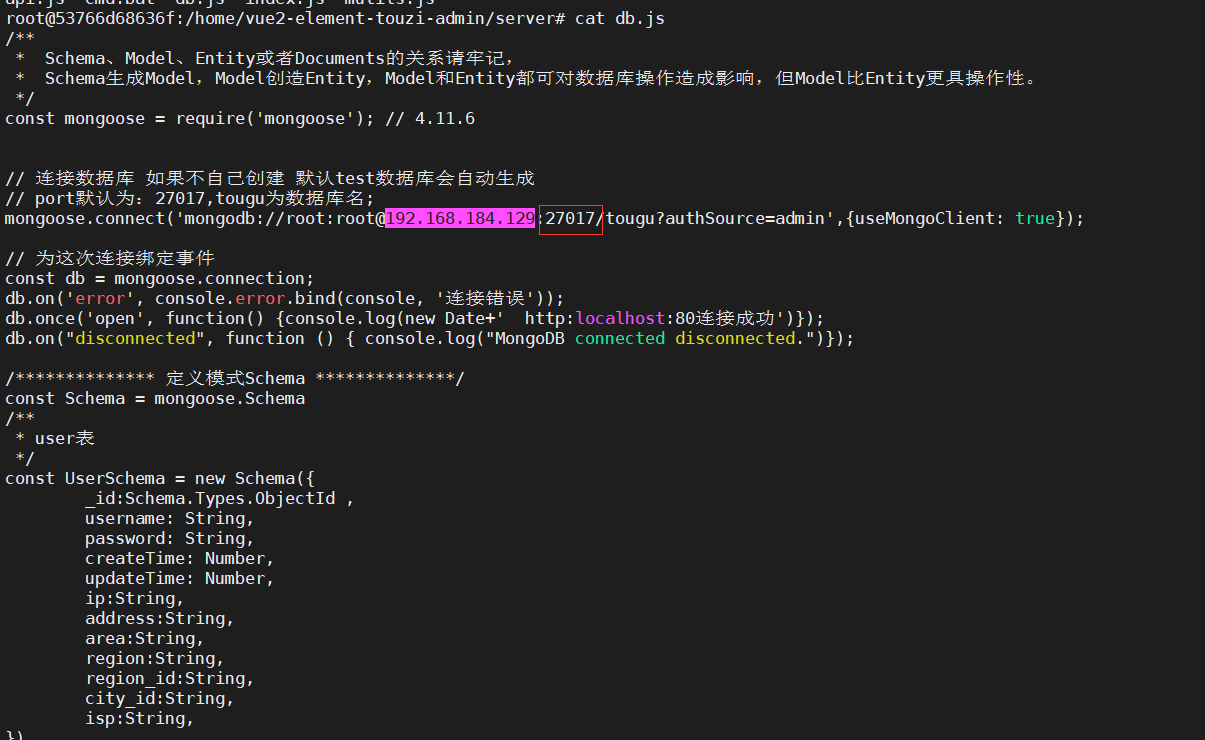 root@53766d68636f:/home/vue2-element-touzi-admin/server# cat db.js
/**
 *  Schema、Model、Entity或者Documents的关系请牢记，
 *  Schema生成Model，Model创造Entity，Model和Entity都可对数据库操作造成影响，但Model比Entity更具操作性。
 */
const mongoose = require('mongoose'); // 4.11.6
// 连接数据库 如果不自己创建 默认test数据库会自动生成
// port默认为：27017,tougu为数据库名;
mongoose.connect('mongodb://root:root@192.168.184.129:27017/tougu?authSource=admin',{useMongoClient: true});
// 为这次连接绑定事件
const db = mongoose.connection;
db.on('error', console.error.bind(console, '连接错误'));
db.once('open', function() {console.log(new Date+'  http:localhost:80连接成功')});
db.on("disconnected", function () { console.log("MongoDB connected disconnected.")});
/************** 定义模式Schema **************/
const Schema = mongoose.Schema
/**
 * user表
 */
const UserSchema = new Schema({
        _id:Schema.Types.ObjectId ,
        username: String,
        password: String,
        createTime: Number,
        updateTime: Number,
        ip:String,
        address:String,
        area:String,
        region:String,
        region_id:String,
        city_id:String,
        isp:String,
})